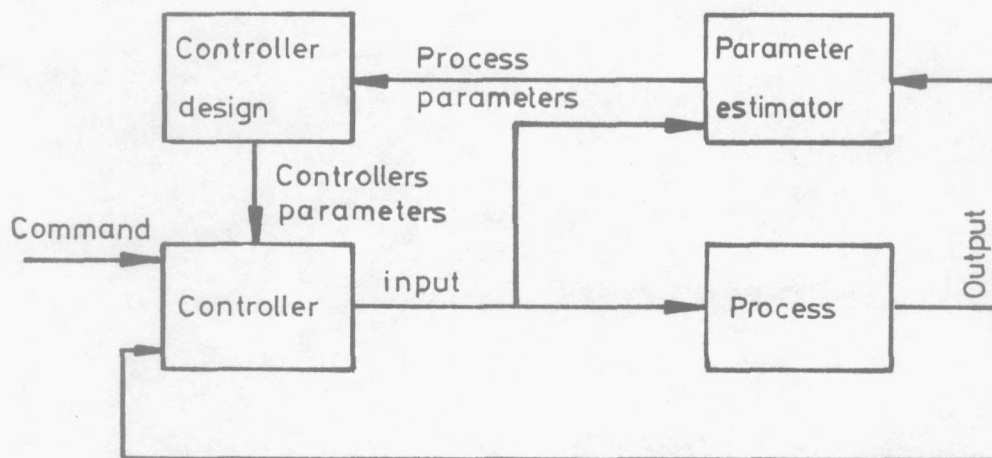 Controller
design
Process
parameters
Parameter
estimator
Controllers
parameters
Command
Controller
input
Process
Output